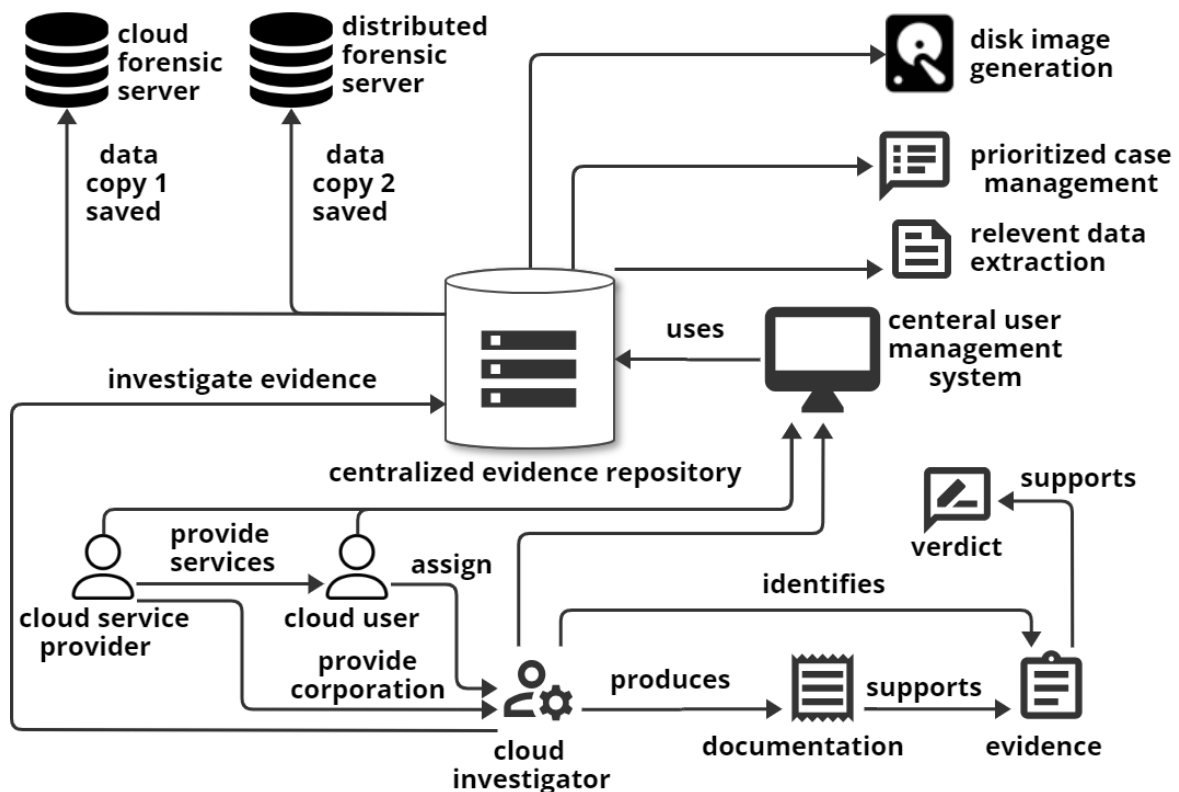 cloud
forensic
server
distributed
forensic
server
disk image
generation
data
copy 1
saved
data
copy 2
saved
prioritized case
management
relevent data
extraction
uses
centeral user
management
system
investigate evidence
centralized evidence repository
supports
verdict
provide
services
assign
identifies
cloud service
provider
cloud user
provide
corporation
produces
supports
cloud
investigator
documentation
evidence